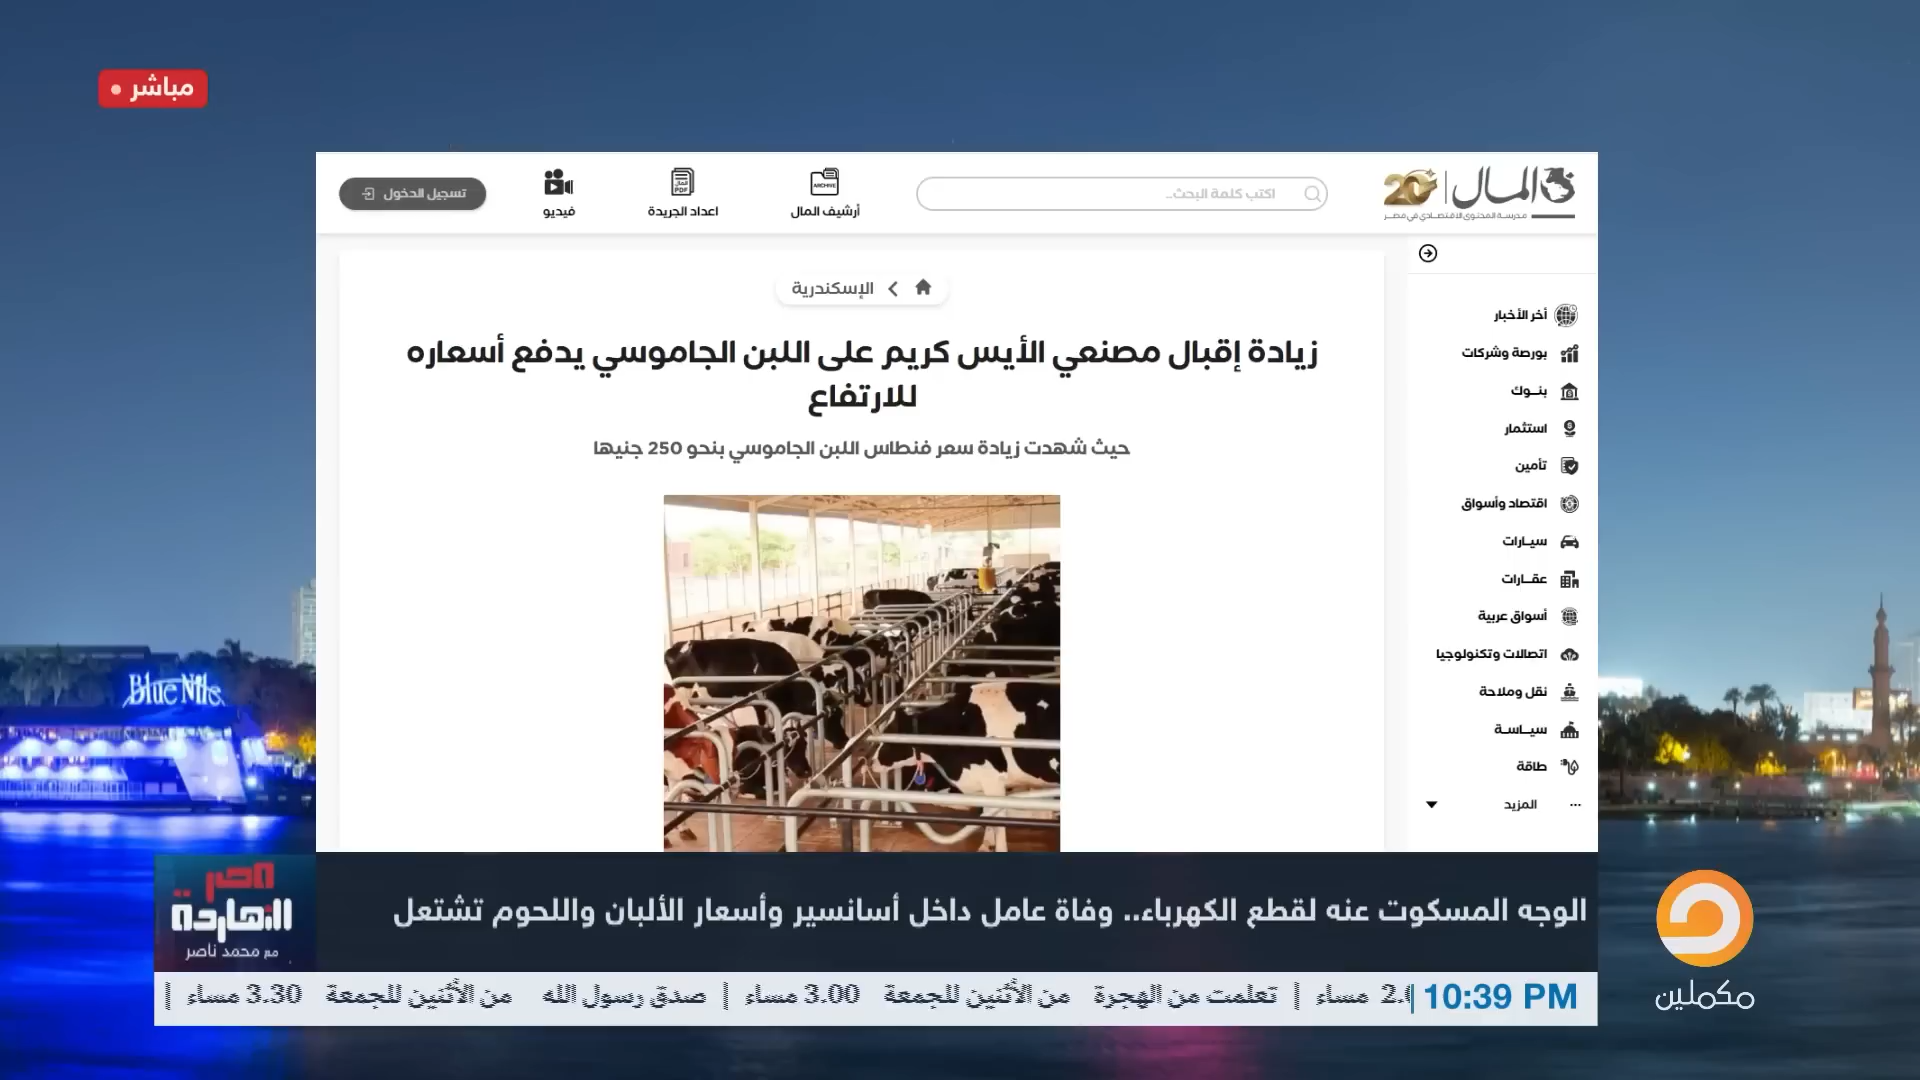 مباشر
المال 20
مدرسة المحتوى الاقتصادي في مصر
اكتب كلمة البحث..
أرشيف المال
اعداد الجريدة
فيديو
تسجيل الدخول
الإسكندرية
زيادة إقبال مصنعي الأيس كريم على اللبن الجاموسي يدفع أسعاره
للارتفاع
حيث شهدت زيادة سعر فنطاس اللبن الجاموسي بنحو 250 جنيها
أخر الأخبار
بورصة وشركات
بنـوك
استثمار
تأمين
اقتصاد وأسواق
سيـارات
عقـارات
أسواق عربية
اتصالات وتكنولوجيا
نقل وملاحة
سيـاسـة
طاقة
المزيد
Blue Nile
مصر
النهاردة
مع محمد ناصر
الوجه المسكوت عنه لقطع الكهرباء.. وفاة عامل داخل أسانسير وأسعار الألبان واللحوم تشتعل
10:39 PM
مساء | تعلمت من الهجرة من الأثنين للجمعة 3.00 مساء | صدق رسول الله من الأثنين للجمعة 3.30 مساء |
مكملين